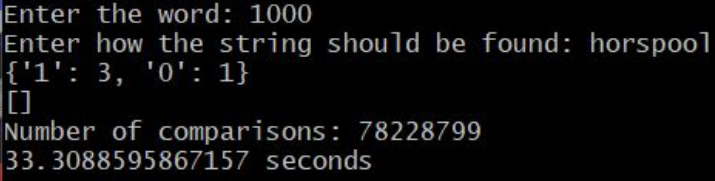 Enter the word: 1000
Enter how the string should be found: horspool
{'1': 3, '0': 1}
[]
Number of comparisons: 78228799
33.3088595867157 seconds